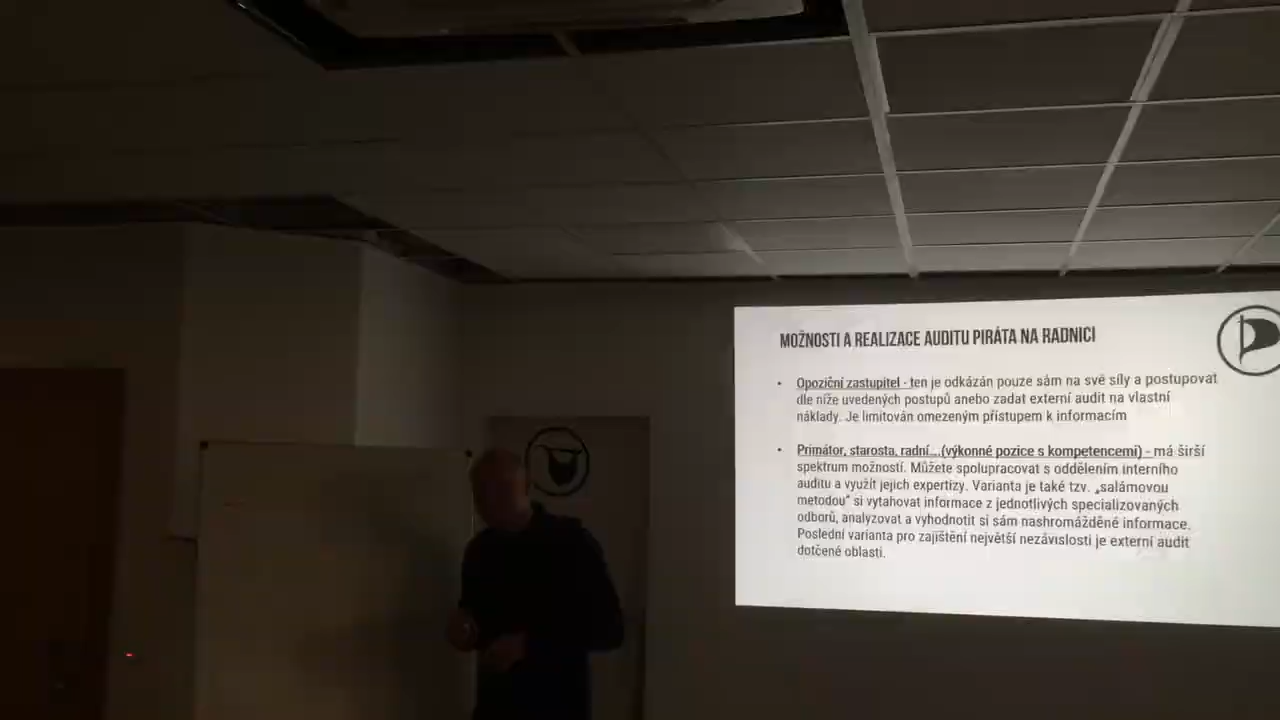 MOŽNOSTI A REALIZACE AUDITU PIRÁTA NA RADNICI
• Opoziční zastupitel - ten je odkázán pouze sám na své síly a postupovat
dle níže uvedených postupů anebo zadat externí audit na vlastní
náklady. Je limitován omezeným přístupem k informacím
• Primátor, starosta, radní...(výkonné pozice s kompetencemi) - má širší
spektrum možností. Můžete spolupracovat s oddělením interního
auditu a využít jejich expertizy. Varianta je také tzv. „salámovou
metodou“ si vytahovat informace z jednotlivých specializovaných
odborů, analyzovat a vyhodnotit si sám nashromážděné informace.
Poslední varianta pro zajištění největší nezávislosti je externí audit
dotčené oblasti.